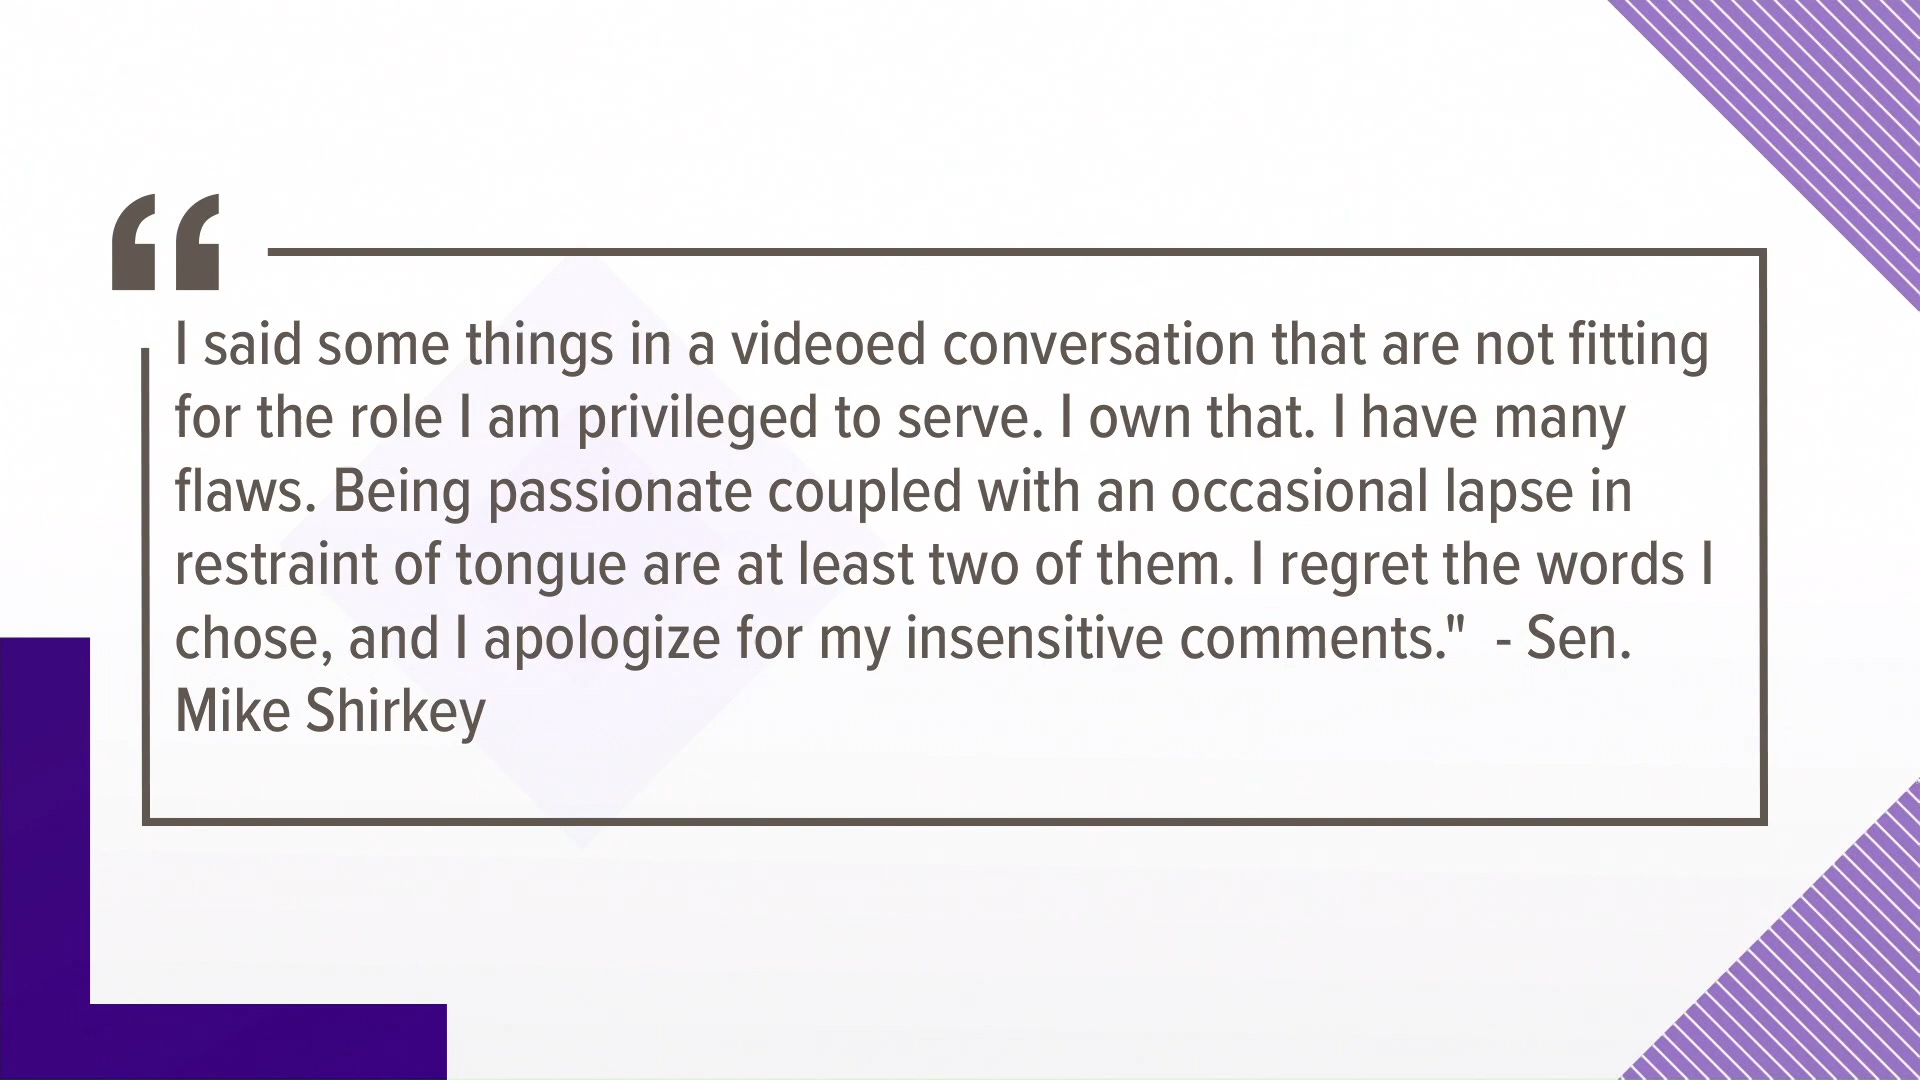 “
I said some things in a videoed conversation that are not fitting
for the role I am privileged to serve. I own that. I have many
flaws. Being passionate coupled with an occasional lapse in
restraint of tongue are at least two of them. I regret the words I
chose, and I apologize for my insensitive comments."  - Sen.
Mike Shirkey